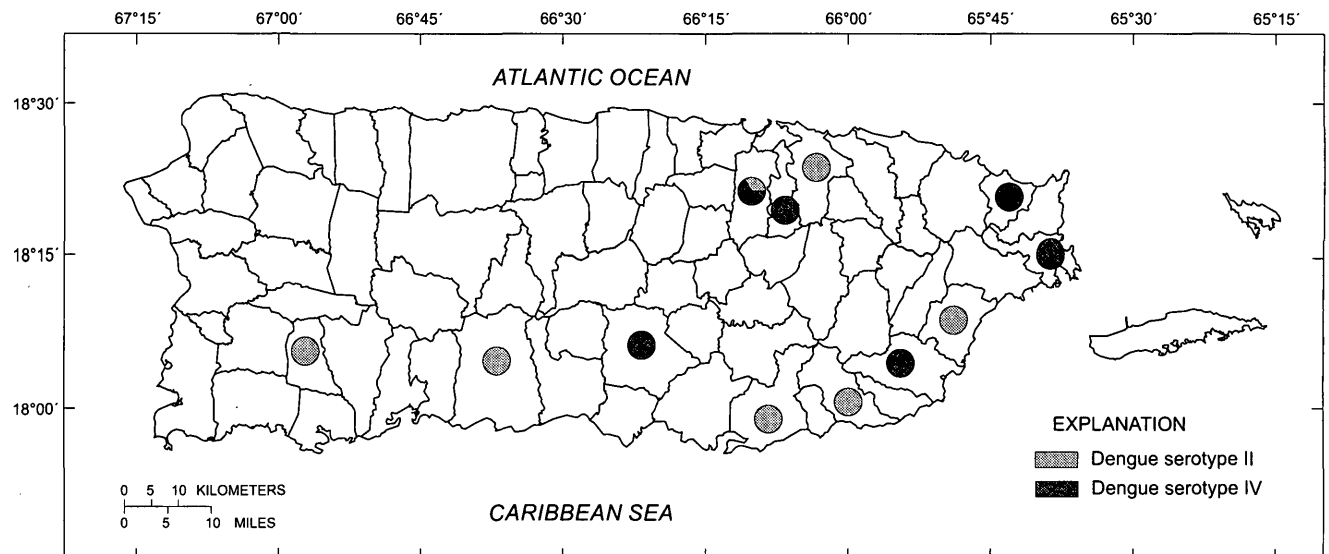 67°15′ 67°00′ 66°45′ 66°30′ 66°15′ 66°00′ 65°45′ 65°30′ 65°15′
ATLANTIC OCEAN
18°30′
18°15′
18°00′
EXPLANATION
Dengue serotype II
Dengue serotype IV
0 5 10 KILOMETERS
0 5 10 MILES
CARIBBEAN SEA